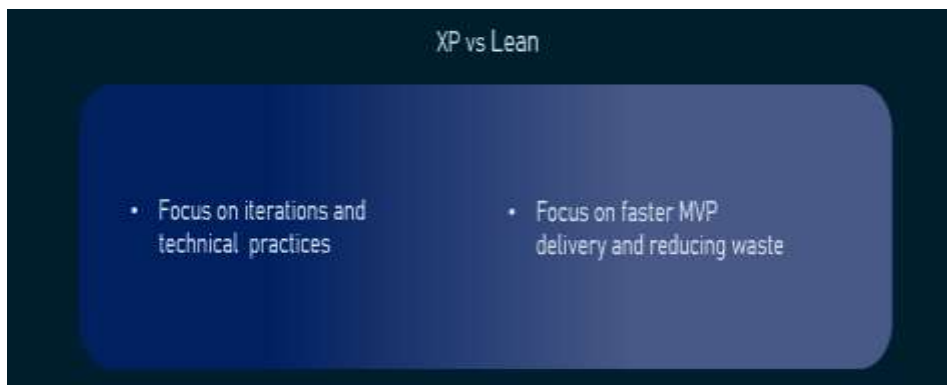 XP vs Lean
• Focus on iterations and
technical practices
• Focus on faster MVP
delivery and reducing waste